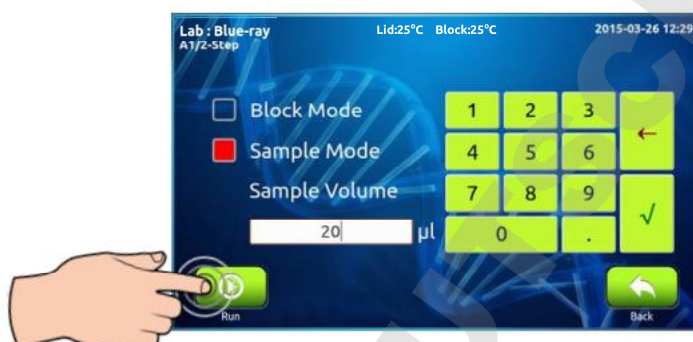 Lab : Blue-ray Lid:25°C Block:25°C 2015-03-26 12:29
A1/2-Step
Block Mode
Sample Mode
Sample Volume
20 µl
1 2 3 ←
4 5 6
7 8 9 √
0 .
Run Back